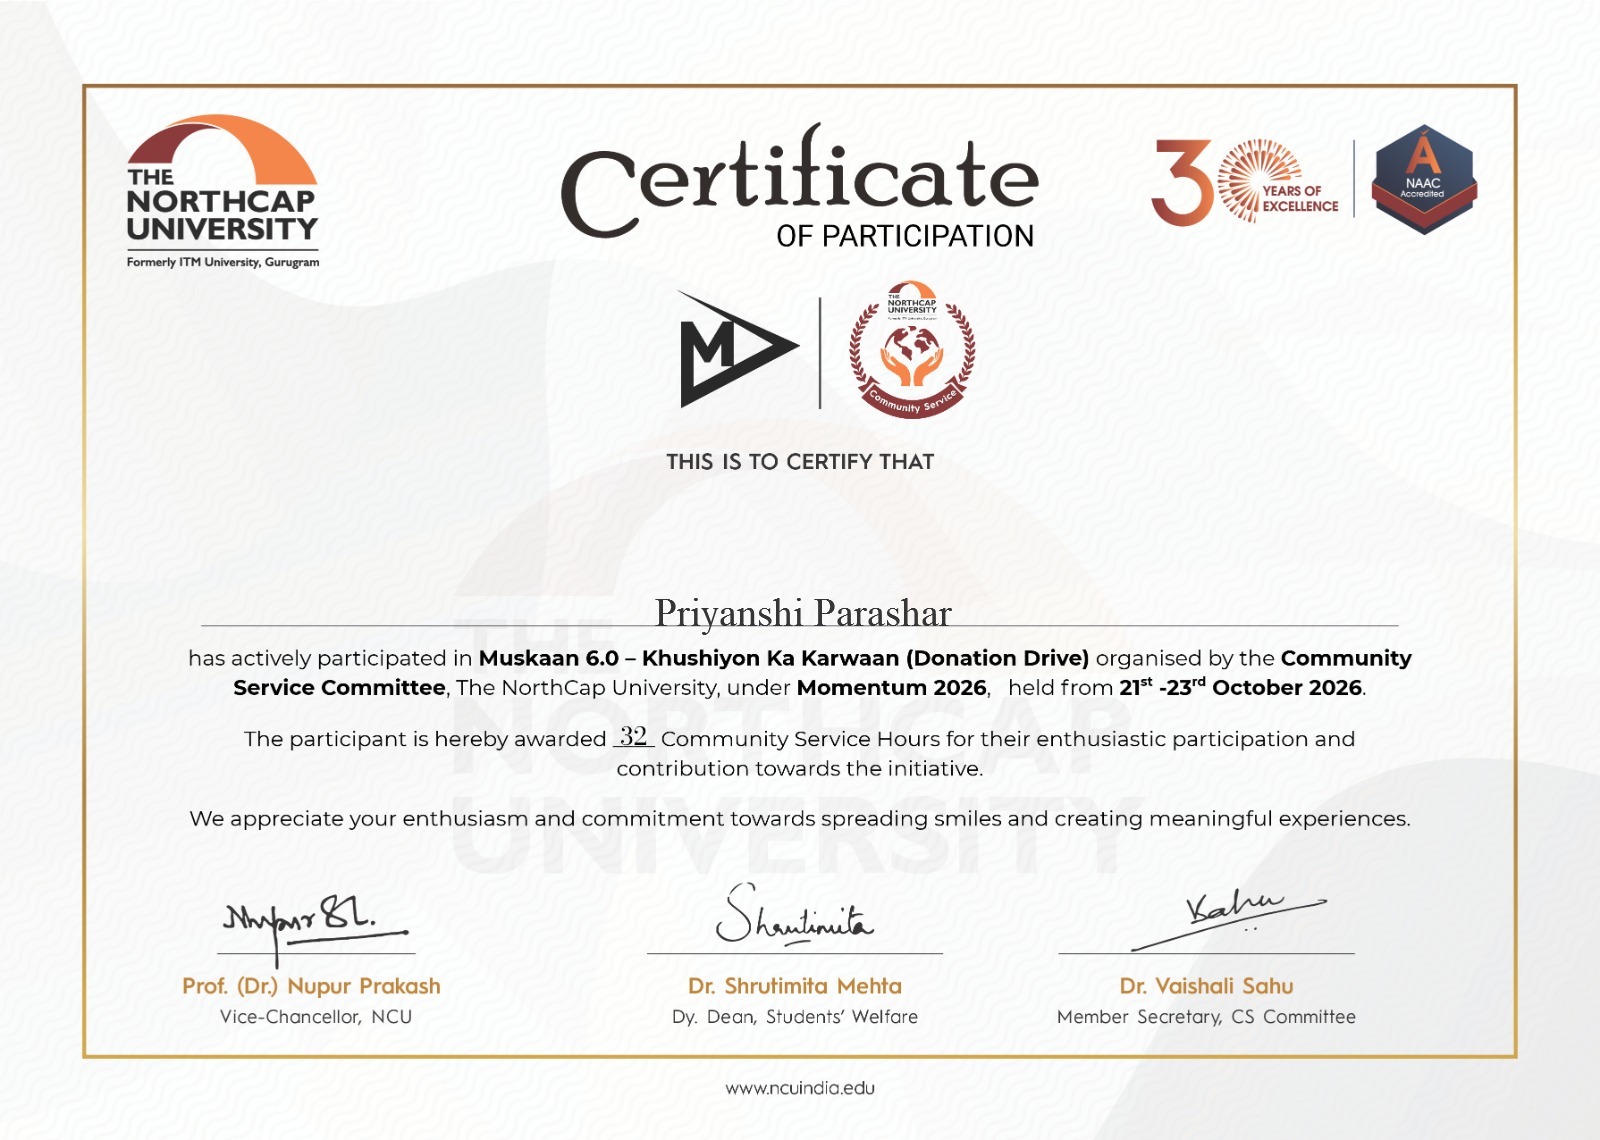 THE
NORTHCAP
UNIVERSITY
Formerly ITM University, Gurugram
Certificate
OF PARTICIPATION
30 YEARS OF
EXCELLENCE
A
NAAC
Accredited
M
THE
NORTHCAP
UNIVERSITY
Community Service
THIS IS TO CERTIFY THAT
Priyanshi Parashar
has actively participated in Muskaan 6.0 – Khushiyon Ka Karwaan (Donation Drive) organised by the Community
Service Committee, The NorthCap University, under Momentum 2026, held from 21st -23rd October 2026.
The participant is hereby awarded 32 Community Service Hours for their enthusiastic participation and
contribution towards the initiative.
We appreciate your enthusiasm and commitment towards spreading smiles and creating meaningful experiences.
THE
NORTHCAP
UNIVERSITY
Shrutimita
Prof. (Dr.) Nupur Prakash
Vice-Chancellor, NCU
Dr. Shrutimita Mehta
Dy. Dean, Students’ Welfare
Dr. Vaishali Sahu
Member Secretary, CS Committee
www.ncuindia.edu